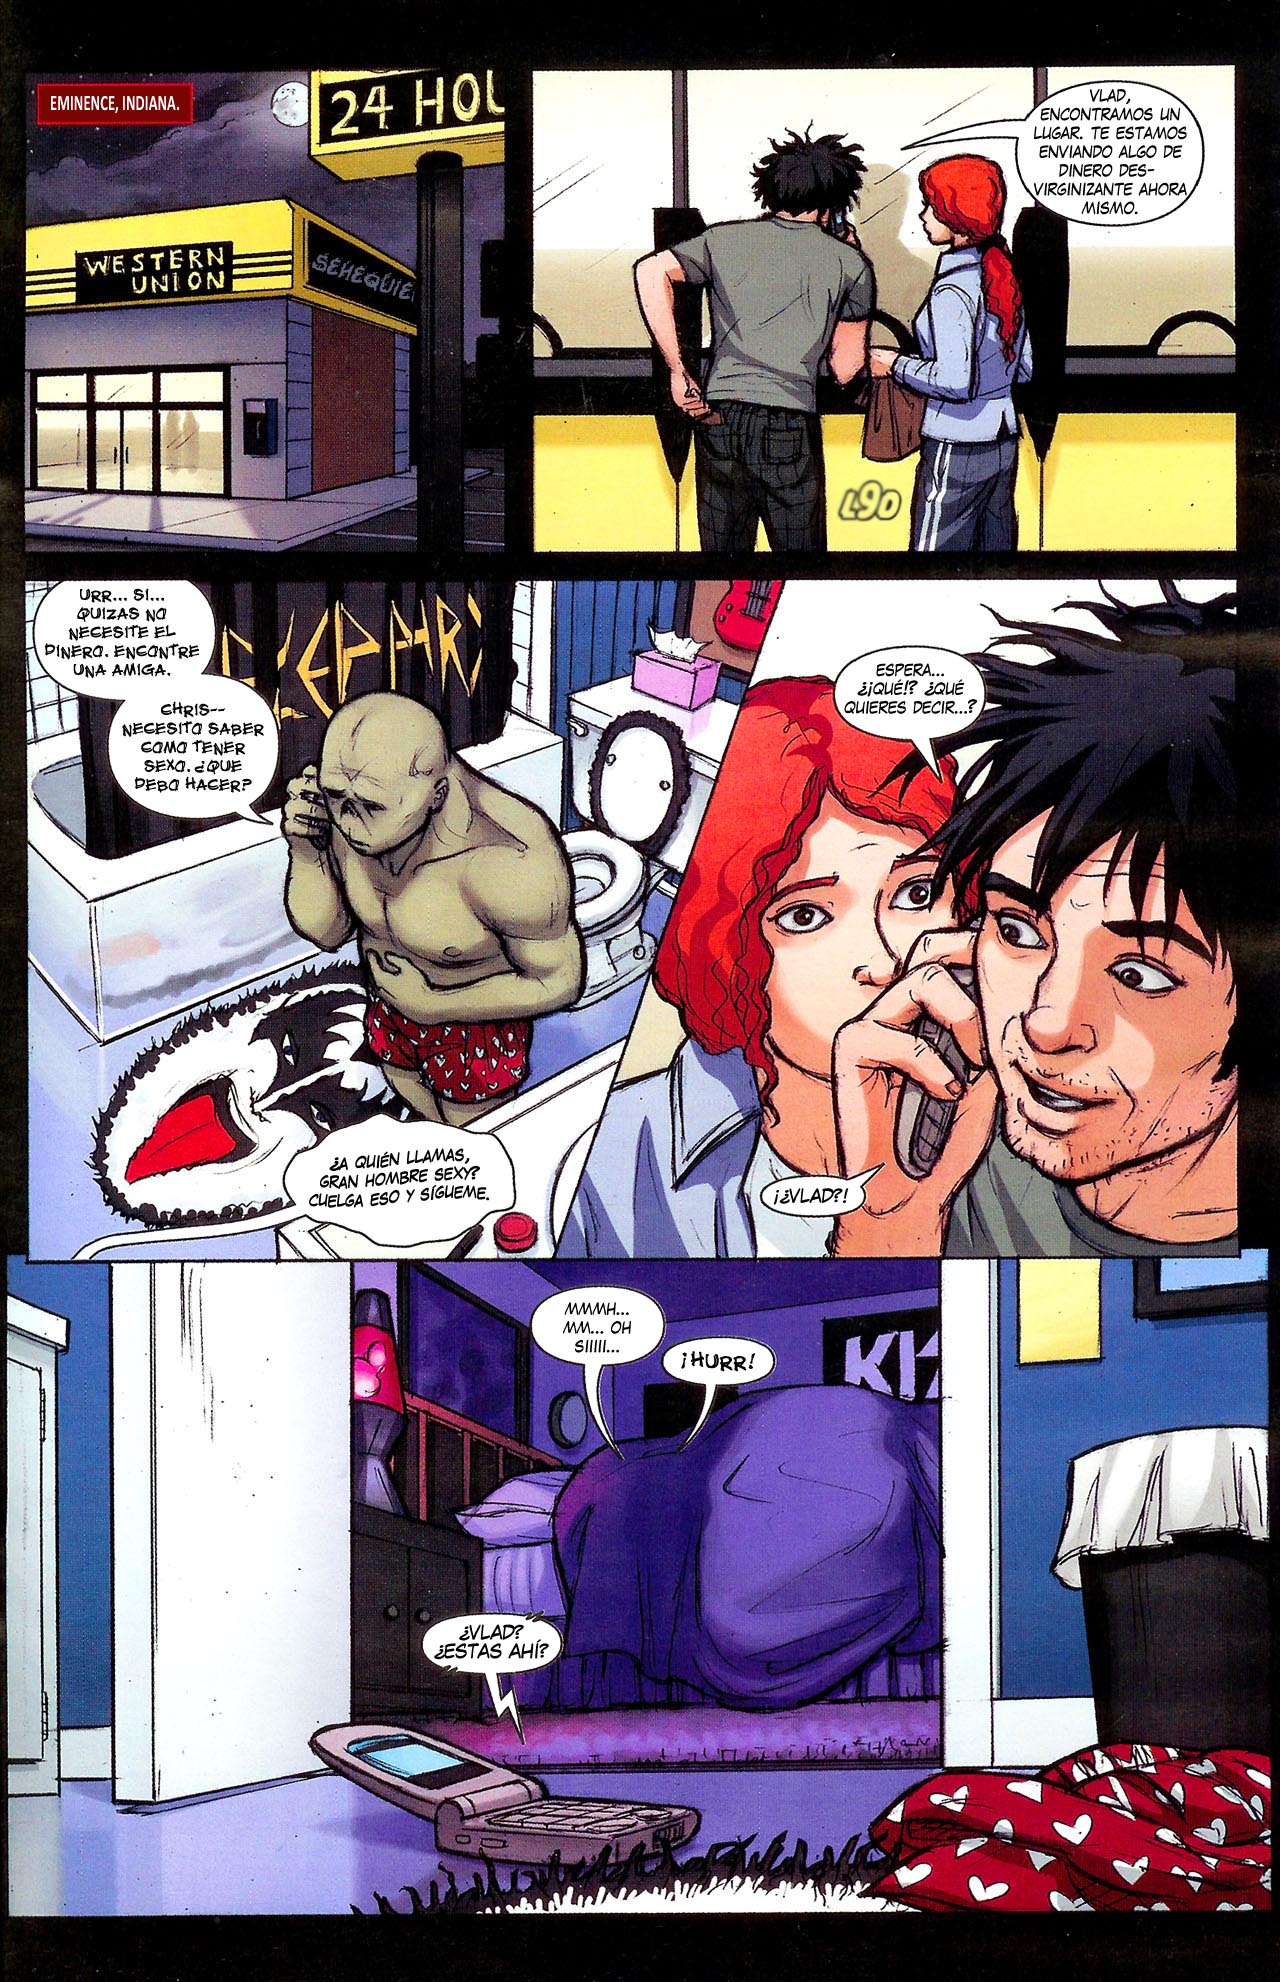 EMINENCE, INDIANA.
24 HOU
WESTERN
UNION
VLAD,
ENCONTRAMOS UN
LUGAR. TE ESTAMOS
ENVIANDO ALGO DE
DINERO DES-
VIRGINIZANTE AHORA
MISMO.
L9D
URR... SI...
QUIZAS NO
NECESITE EL
DINERO. ENCONTRE
UNA AMIGA.
CHRIS--
NECESITO SABER
COMO TENER
SEXO. ¿QUE
DEBO HACER?
LEPPARD
ESPERA...
¿¡QUÉ!? ¿QUÉ
QUIERES DECIR...?
¿A QUIÉN LLAMAS,
GRAN HOMBRE SEXY?
CUELGA ESO Y SÍGUEME.
¡¿VLAD?!
MMMH...
MM... OH
SIIIII...
¡HURR!
KI
¿VLAD?
¿ESTAS AHÍ?